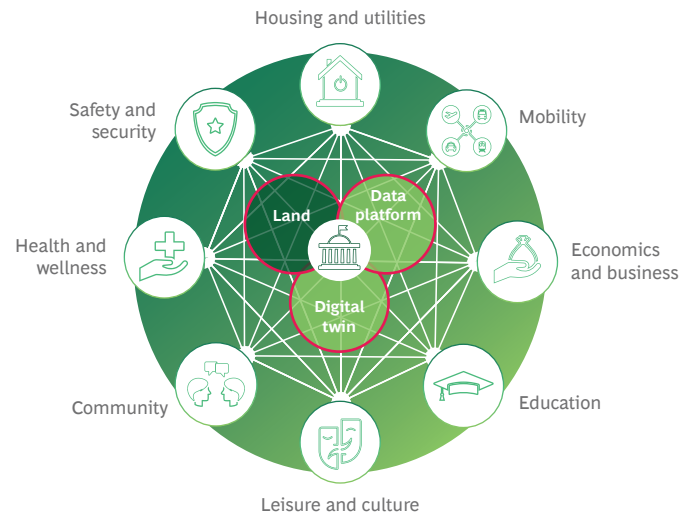 Housing and utilities
Safety and
security
Mobility
Land
Data
platform
Health and
wellness
Economics
and business
Digital
twin
Community
Education
Leisure and culture